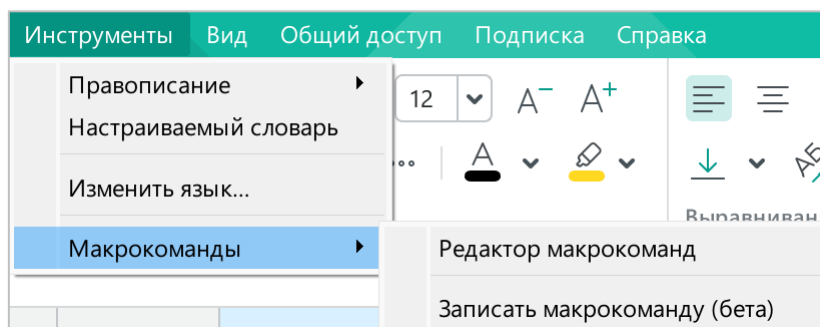 Инструменты Вид Общий доступ Подписка Справка
Правописание
12 A⁻ A⁺
Настраиваемый словарь
A
Изменить язык...
Макрокоманды
Редактор макрокоманд
Записать макрокоманду (бета)